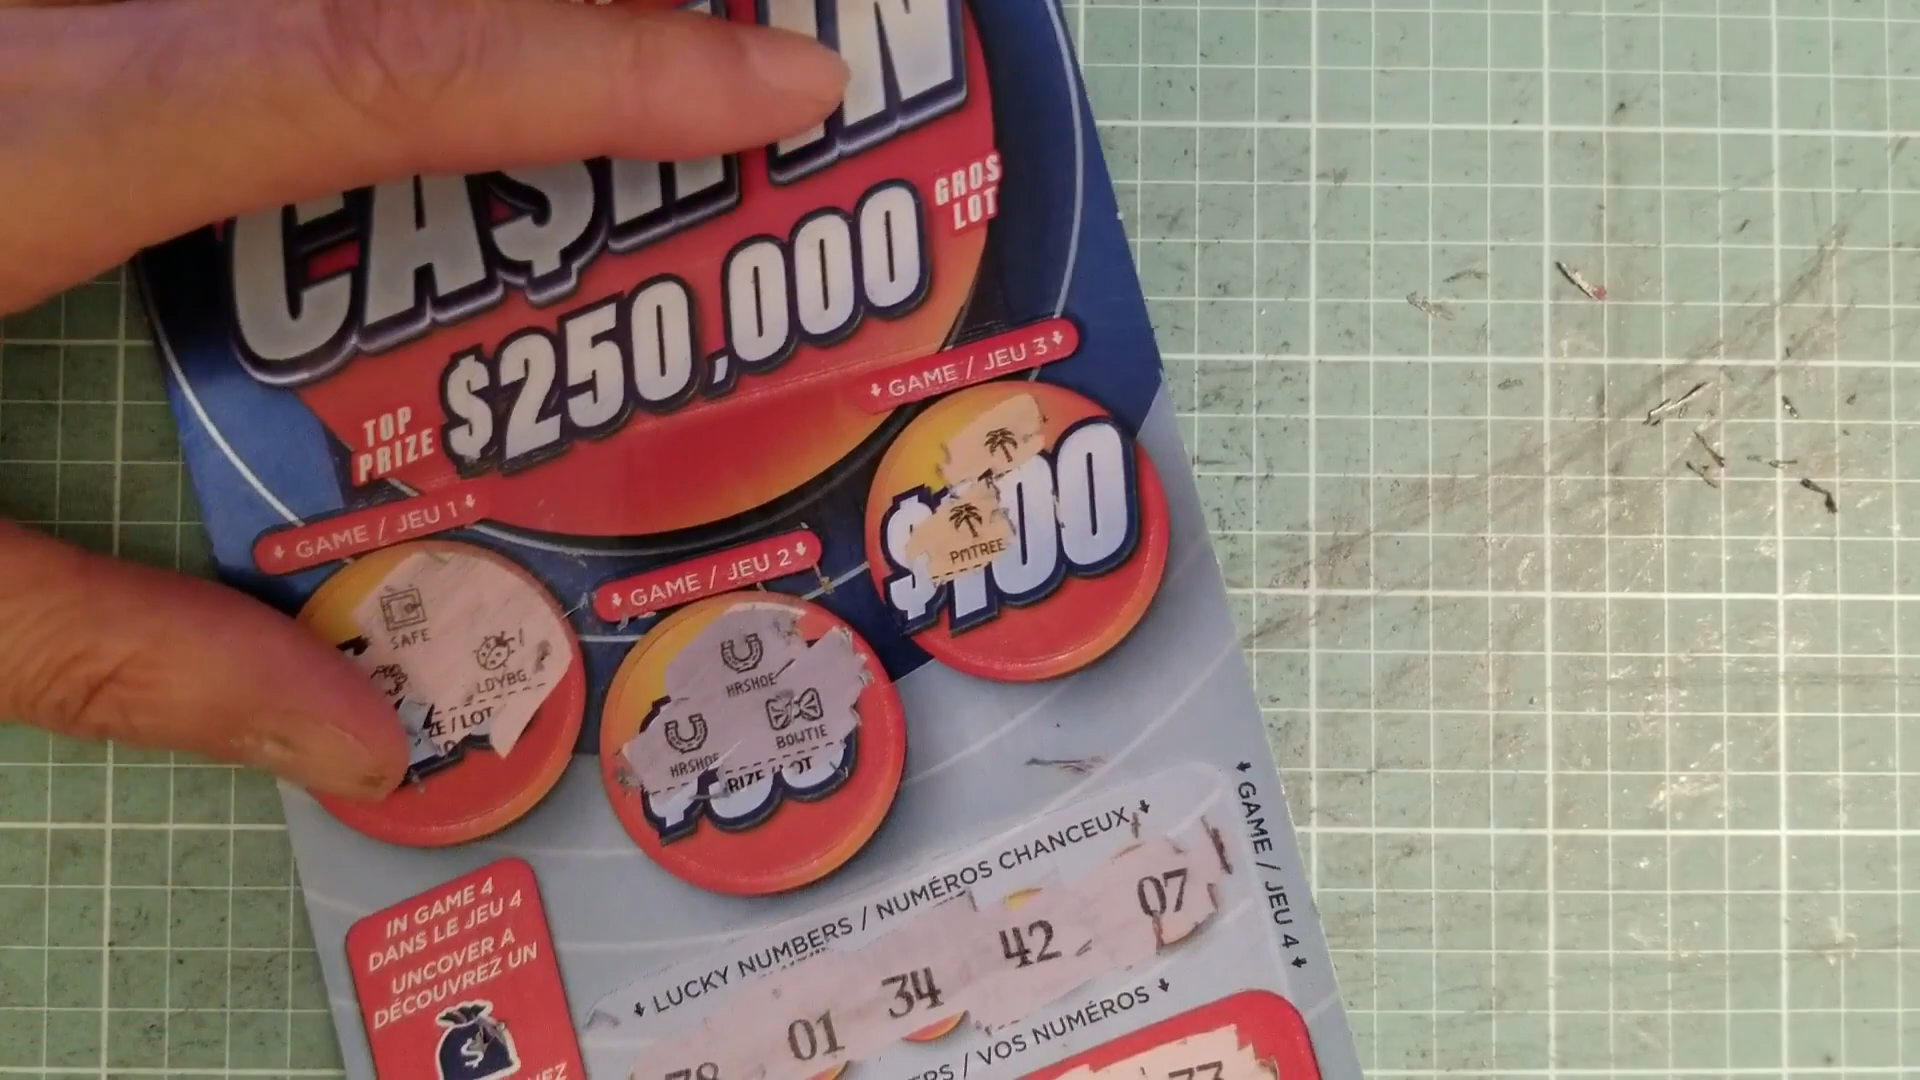 CA$H IN
TOP
PRIZE
$250,000
GROS
LOT
GAME / JEU 1
GAME / JEU 2
GAME / JEU 3
SAFE
LDYBG
HRSHOE
HRSHOE
BOWTIE
PMTREE
$100
IN GAME 4
DANS LE JEU 4
UNCOVER A
DÉCOUVREZ UN
$
LUCKY NUMBERS / NUMÉROS CHANCEUX
01 34 42 07
/ VOS NUMÉROS
GAME / JEU 4